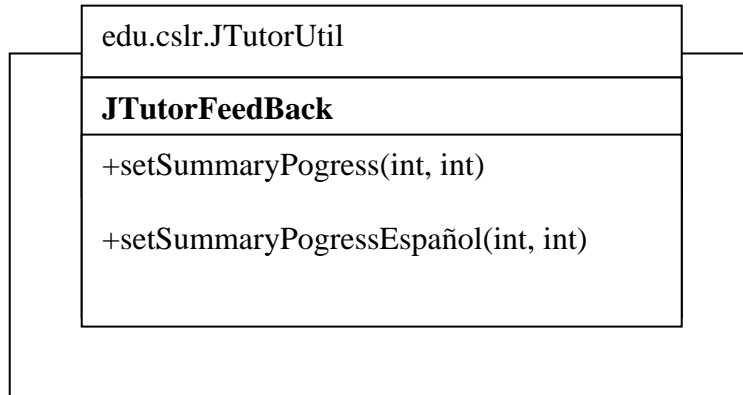 edu.cslr.JTutorUtil
JTutorFeedBack
+setSummaryPogress(int, int)
+setSummaryPogressEspañol(int, int)